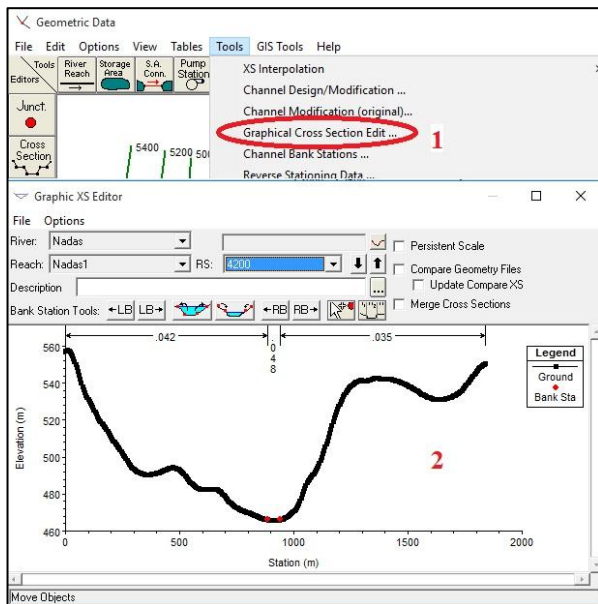 Geometric Data
File Edit Options View Tables Tools GIS Tools Help
Tools
Editors
River Reach
Storage Area
S.A. Conn.
Pump Station
Junct.
Cross Section
XS Interpolation
Channel Design/Modification ...
Channel Modification (original)...
Graphical Cross Section Edit ...
1
Channel Bank Stations ...
Reverse Stationing Data ...
5400
5200
Graphic XS Editor
File Options
River: Nadas
Persistent Scale
Reach: Nadas1 RS: 4200
Compare Geometry Files
Update Compare XS
Description ...
Merge Cross Sections
Bank Station Tools: ←LB LB→ ←RB RB→
.042
.048
.035
Legend
Ground
Bank Sta
2
Elevation (m)
560
540
520
500
480
460
0 500 1000 1500 2000
Station (m)
Move Objects